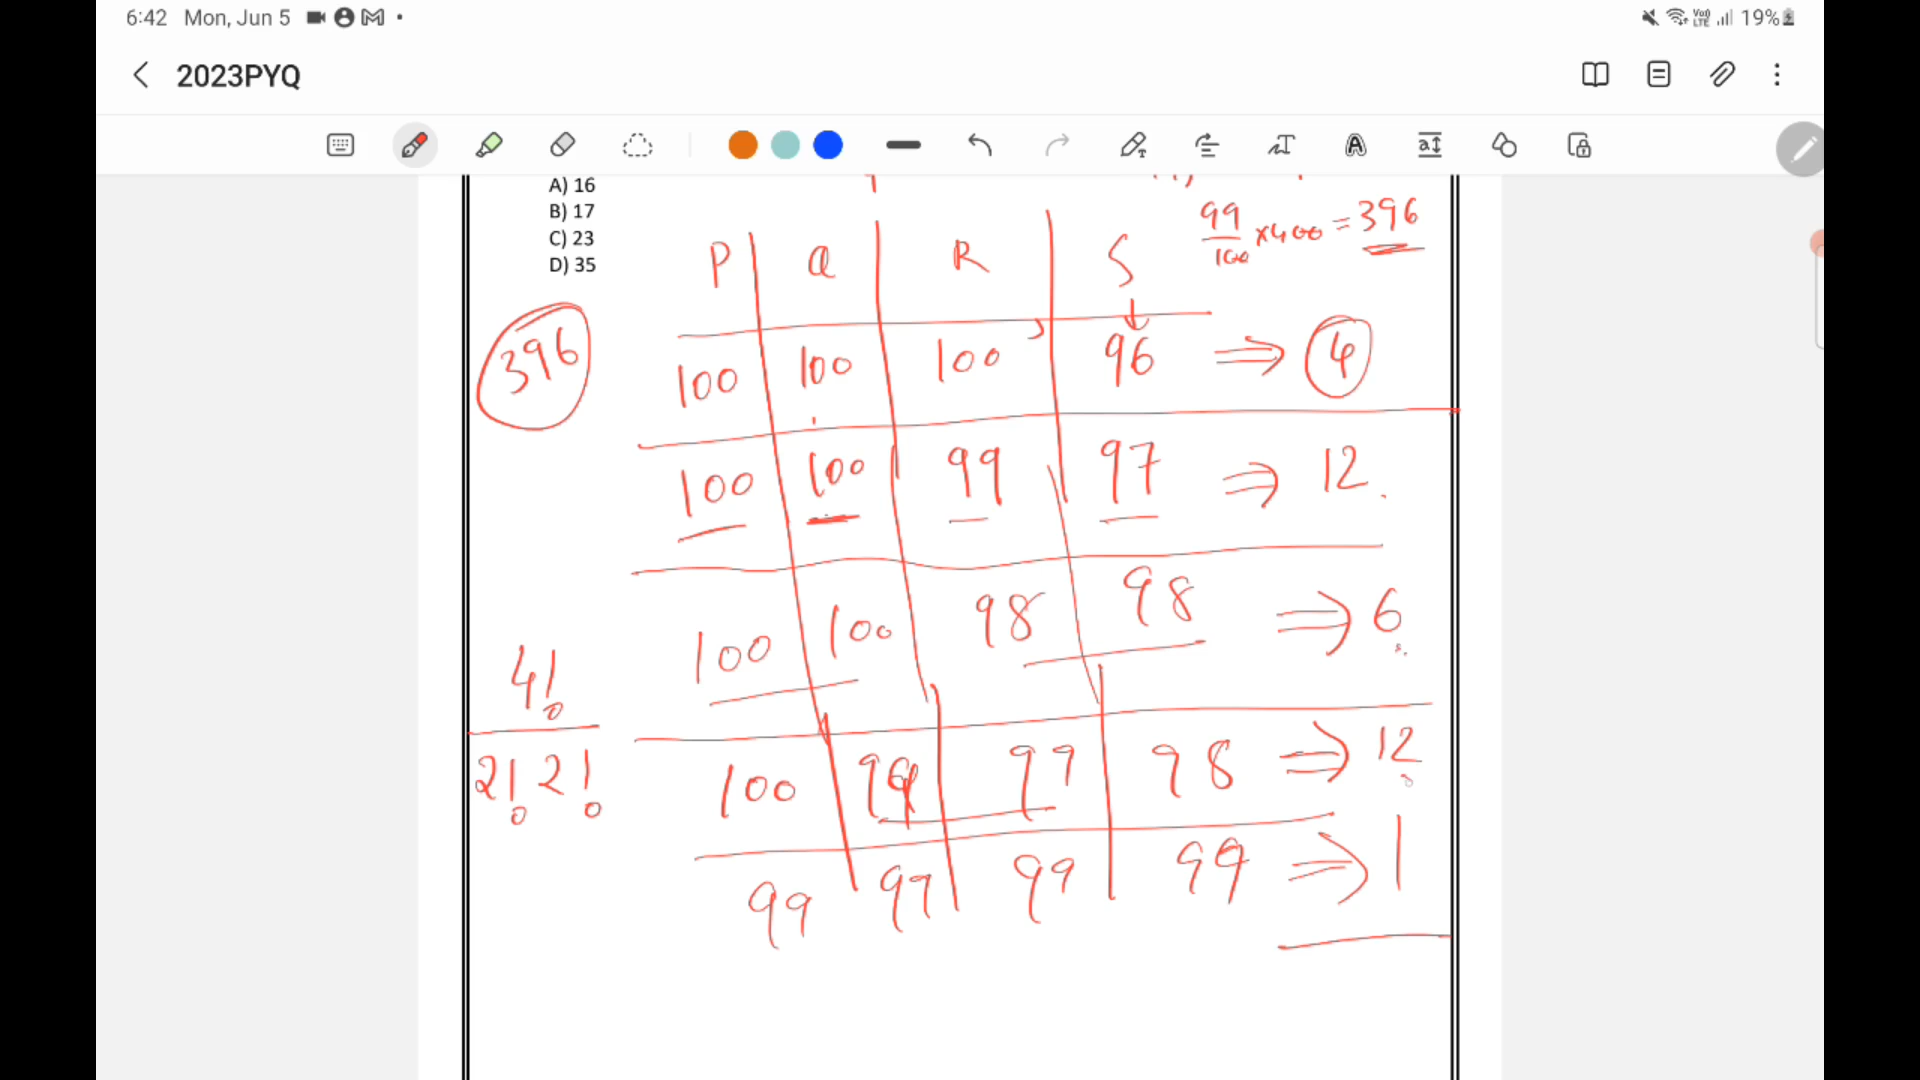 6:42 Mon, Jun 5
19%
2023PYQ
A) 16
B) 17
C) 23
D) 35
99/100 × 400 = 396
P Q R S
396
100 100 100 96 ⇒ 4
100 100 99 97 ⇒ 12
100 100 98 98 ⇒ 6
4!/2! 2!
100 99 99 98 ⇒ 12
99 99 99 99 ⇒ 1